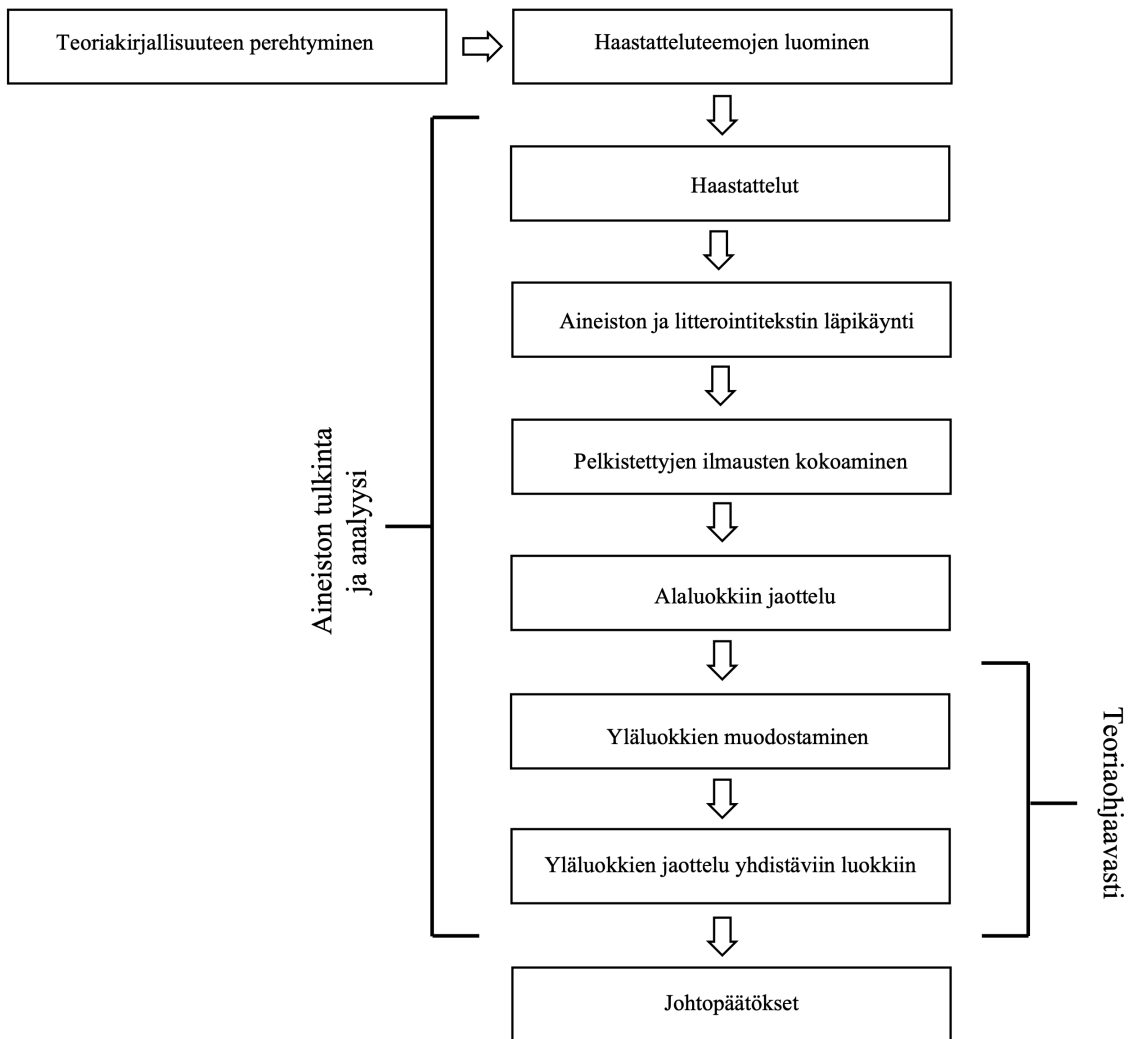 Teoriakirjallisuuteen perehtyminen
Haastatteluteemojen luominen
Haastattelut
Aineiston ja litterointitekstin läpikäynti
Pelkistettyjen ilmausten kokoaminen
Aineiston tulkinta
ja analyysi
Alaluokkiin jaottelu
Yläluokkien muodostaminen
Teoriaohjaavasti
Yläluokkien jaottelu yhdistäviin luokkiin
Johtopäätökset